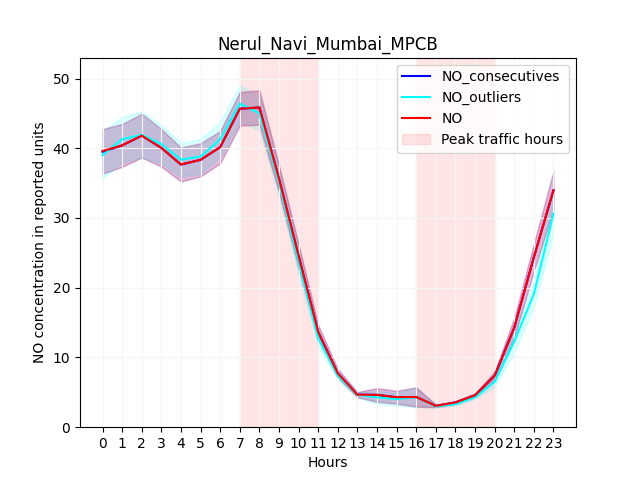 Nerul_Navi_Mumbai_MPCB
NO concentration in reported units
50
40
30
20
10
0
NO_consecutives
NO_outliers
NO
Peak traffic hours
0 1 2 3 4 5 6 7 8 9 10 11 12 13 14 15 16 17 18 19 20 21 22 23
Hours